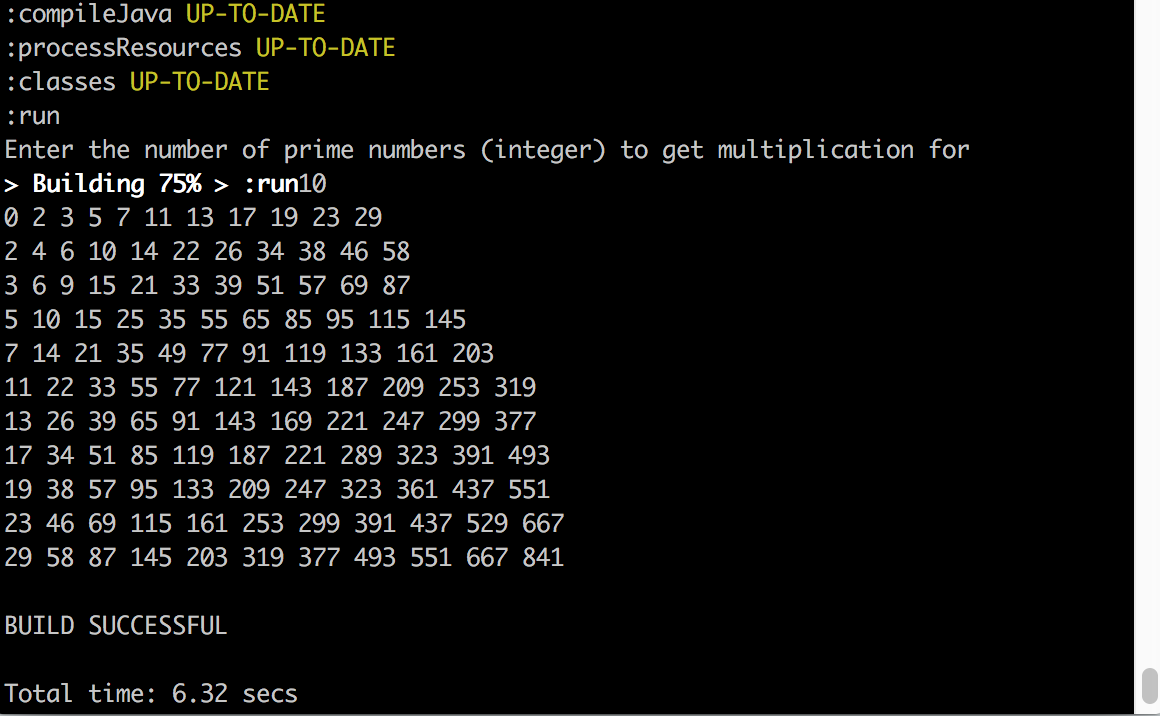 :compileJava UP-TO-DATE
:processResources UP-TO-DATE
:classes UP-TO-DATE
:run
Enter the number of prime numbers (integer) to get multiplication for
> Building 75% > :run10
0 2 3 5 7 11 13 17 19 23 29
2 4 6 10 14 22 26 34 38 46 58
3 6 9 15 21 33 39 51 57 69 87
5 10 15 25 35 55 65 85 95 115 145
7 14 21 35 49 77 91 119 133 161 203
11 22 33 55 77 121 143 187 209 253 319
13 26 39 65 91 143 169 221 247 299 377
17 34 51 85 119 187 221 289 323 391 493
19 38 57 95 133 209 247 323 361 437 551
23 46 69 115 161 253 299 391 437 529 667
29 58 87 145 203 319 377 493 551 667 841
BUILD SUCCESSFUL
Total time: 6.32 secs